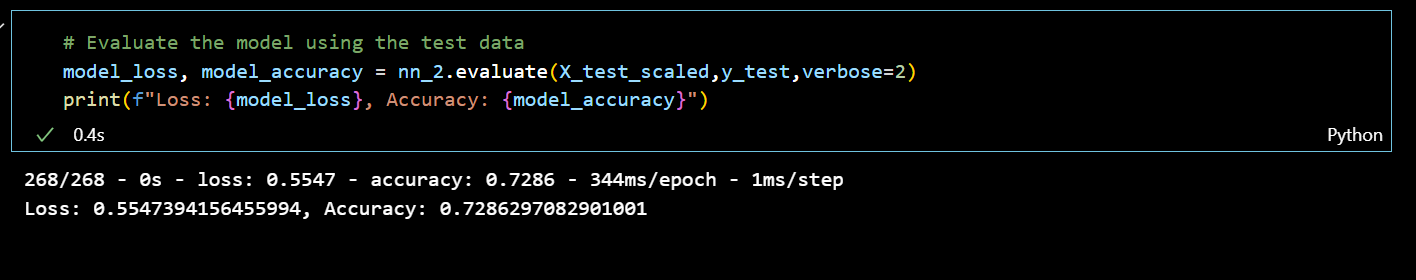 # Evaluate the model using the test data
model_loss, model_accuracy = nn_2.evaluate(X_test_scaled,y_test,verbose=2)
print(f"Loss: {model_loss}, Accuracy: {model_accuracy}")
0.4s
Python
268/268 - 0s - loss: 0.5547 - accuracy: 0.7286 - 344ms/epoch - 1ms/step
Loss: 0.5547394156455994, Accuracy: 0.7286297082901001